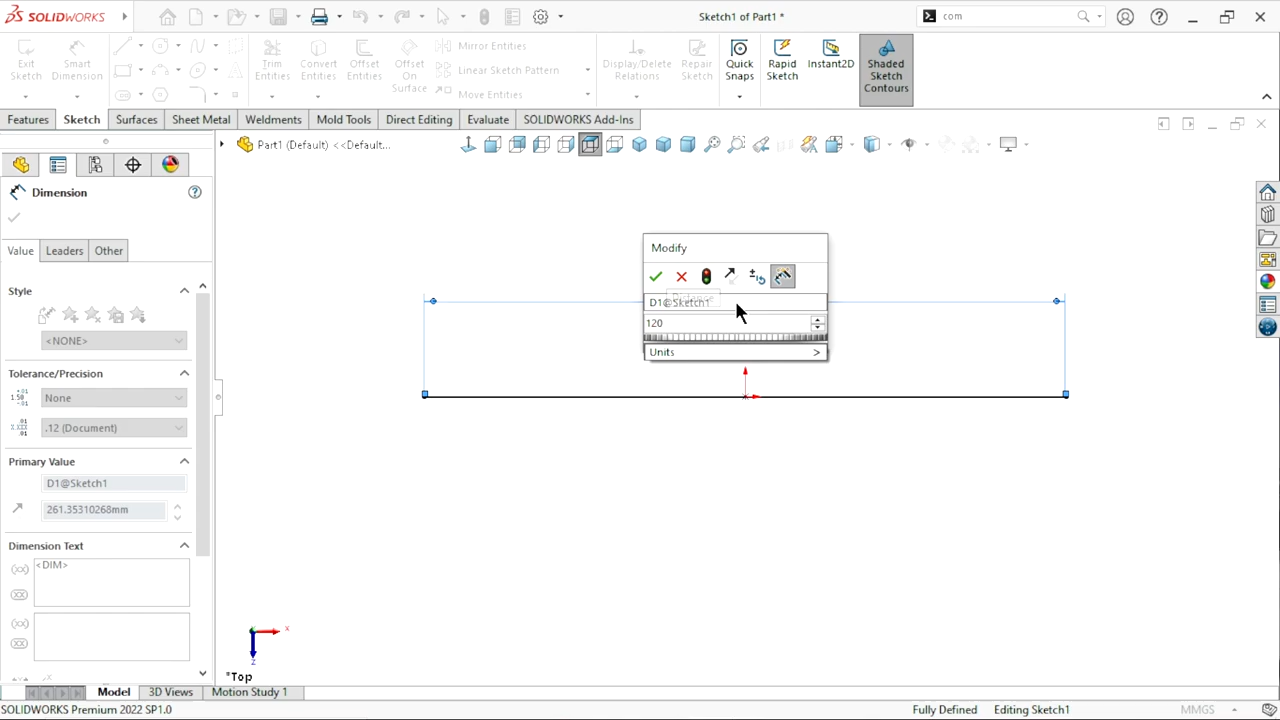 SOLIDWORKS
Sketch1 of Part1 *
com
Exit Sketch
Smart Dimension
Trim Entities
Convert Entities
Offset Entities
Offset On Surface
Mirror Entities
Linear Sketch Pattern
Move Entities
Display/Delete Relations
Repair Sketch
Quick Snaps
Rapid Sketch
Instant2D
Shaded Sketch Contours
Features
Sketch
Surfaces
Sheet Metal
Weldments
Mold Tools
Direct Editing
Evaluate
SOLIDWORKS Add-Ins
Part1 (Default) <<Default...
Dimension
Value
Leaders
Other
Style
<NONE>
Tolerance/Precision
None
.12 (Document)
Primary Value
D1@Sketch1
261.35310268mm
Dimension Text
<DIM>
Modify
D1@Sketch1
120
Units >
x
z
*Top
Model
3D Views
Motion Study 1
SOLIDWORKS Premium 2022 SP1.0
Fully Defined
Editing Sketch1
MMGS